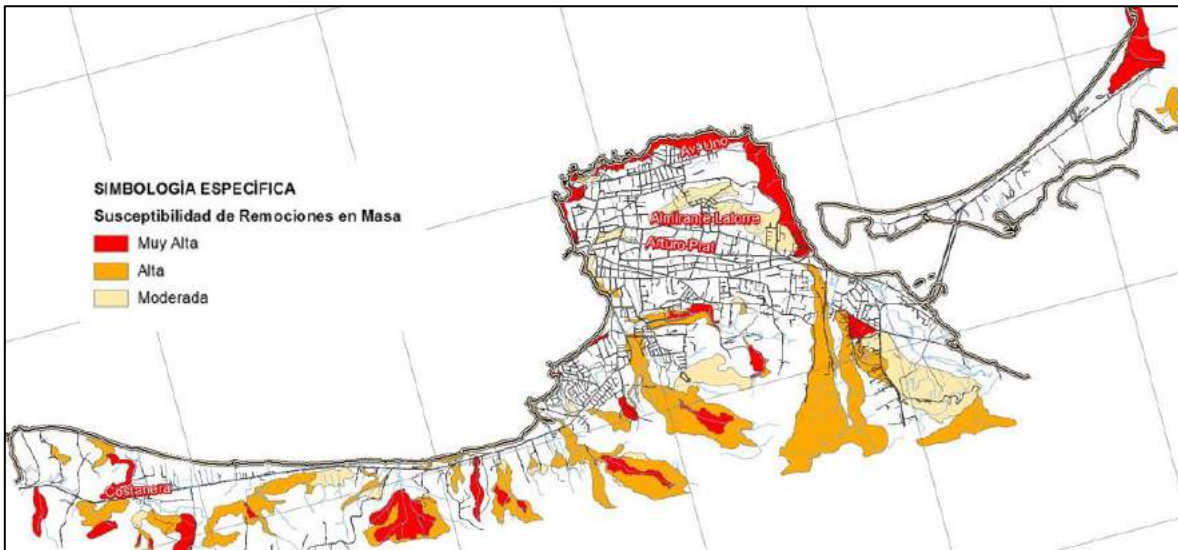 SIMBOLOGÍA ESPECÍFICA
Susceptibilidad de Remociones en Masa
Muy Alta
Alta
Moderada
Av. Uno
Almirante Latorre
Arturo Prat
Costanera